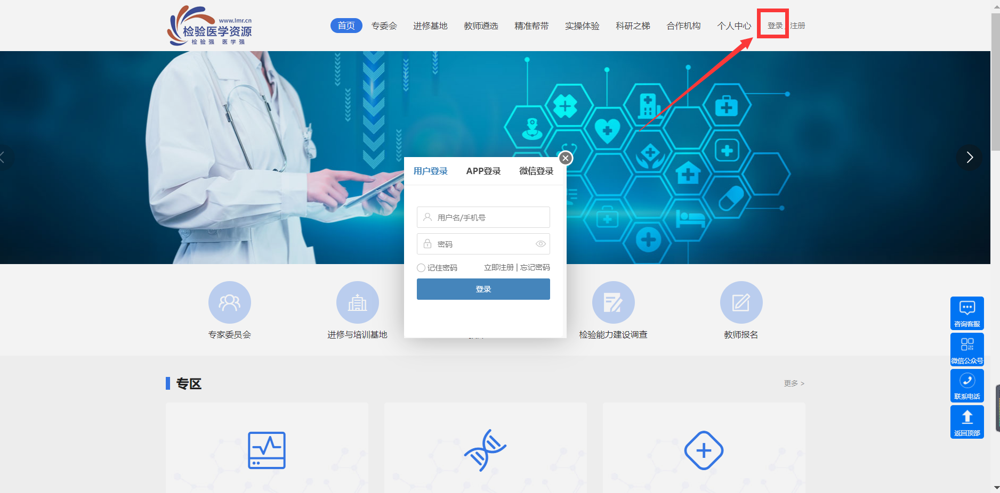 www.lmr.cn
检验医学资源
检验强 医学强
首页 专委会 进修基地 教师遴选 精准帮带 实操体验 科研之梯 合作机构 个人中心 登录 注册
用户登录 APP登录 微信登录
用户名/手机号
密码
记住密码 立即注册 | 忘记密码
登录
专家委员会 进修与培训基地 检验能力建设调查 教师报名
咨询客服
微信公众号
联系电话
返回顶部
专区 更多 >